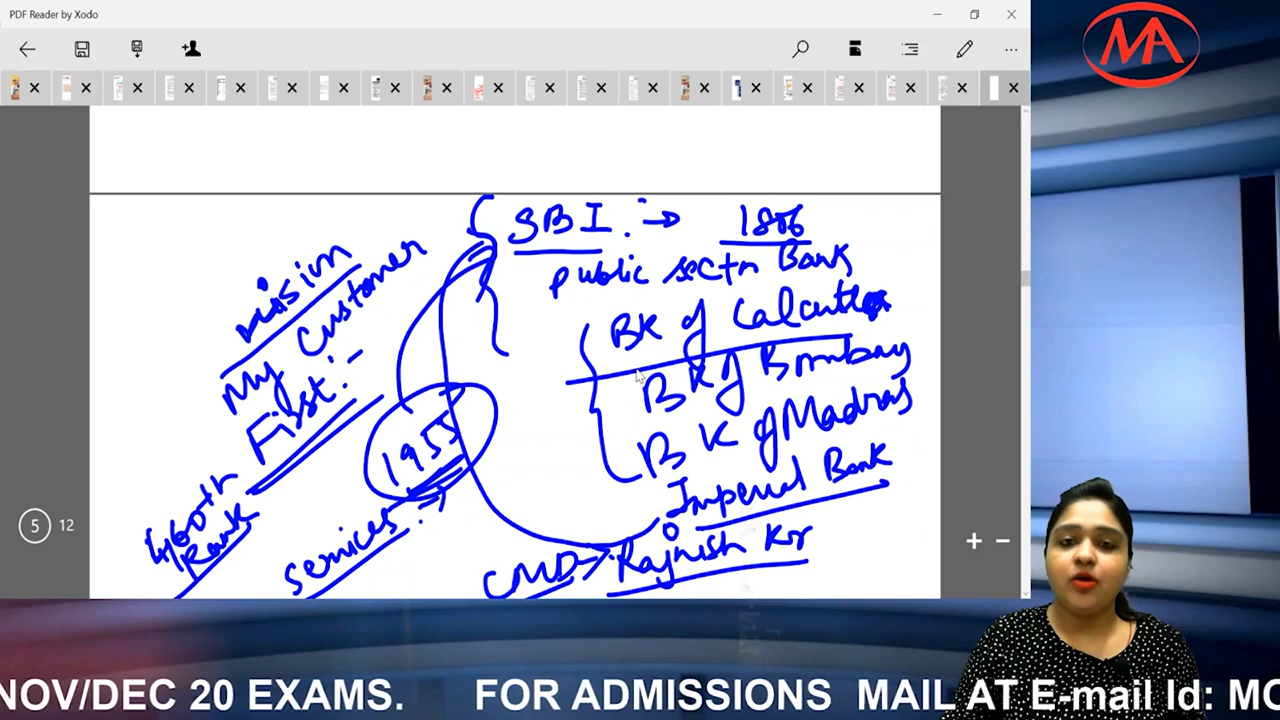 PDF Reader by Xodo
MA
SBI. → 1806
public sectr Bank
mission
My Customer
First:-
BK of Calcutta
BK of Bombay
BK of Madras
Imperial Bank
1955
460th
Rank
services:→
CMD → Rajnish Kr
5 12
NOV/DEC 20 EXAMS. FOR ADMISSIONS MAIL AT E-mail Id: MO